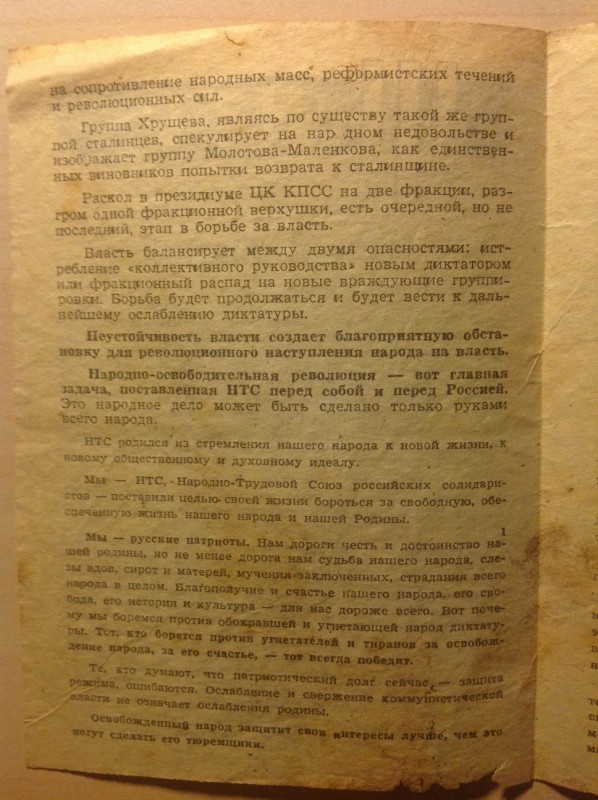 на сопротивление народных масс, реформистских течений
и революционных сил.
Группа Хрущева, являясь по существу такой же груп-
пой сталинцев, спекулирует на нар дном недовольстве и
изображает группу Молотова-Маленкова, как единствен-
ных виновников попытки возврата к сталинщине.
Раскол в президиуме ЦК КПСС на две фракции, раз-
гром одной фракционной верхушки, есть очередной, но не
последний, этап в борьбе за власть.
Власть балансирует между двумя опасностями: ист-
ребление «коллективного руководства» новым диктатором
или фракционный распад на новые враждующие группи-
ровки. Борьба будет продолжаться и будет вести к даль-
нейшему ослаблению диктатуры.
Неустойчивость власти создает благоприятную обста-
новку для революционного наступления народа на власть.
Народно-освободительная революция — вот главная
задача, поставленная НТС перед собой и перед Россией.
Это народное дело может быть сделано только руками
всего народа.
НТС родился из стремления нашего народа к новой жизни, к
новому общественному и духовному идеалу.
Мы — НТС, Народно-Трудовой Союз российских солидари-
стов — поставили целью своей жизни бороться за свободную, обе-
спеченную жизнь нашего народа и нашей Родины.
1
Мы — русские патриоты. Нам дороги честь и достоинство на-
шей родины, но не менее дорога нам судьба нашего народа, сле-
зы вдов, сирот и матерей, мучения заключенных, страдания всего
народа в целом. Благополучие и счастье нашего народа, его сво-
бода, его история и культура — для нас дороже всего. Вот поче-
му мы боремся против обокравшей и угнетающей народ диктату-
ры. Тот, кто борется против угнетателей и тиранов за освобож-
дение народа, за его счастье, — тот всегда победит.
Те, кто думают, что патриотический долг сейчас — защита
режима, ошибаются. Ослабление и свержение коммунистической
власти не означает ослабления родины.
Освобожденный народ защитит свои интересы лучше, чем это
могут сделать его тюремщики.